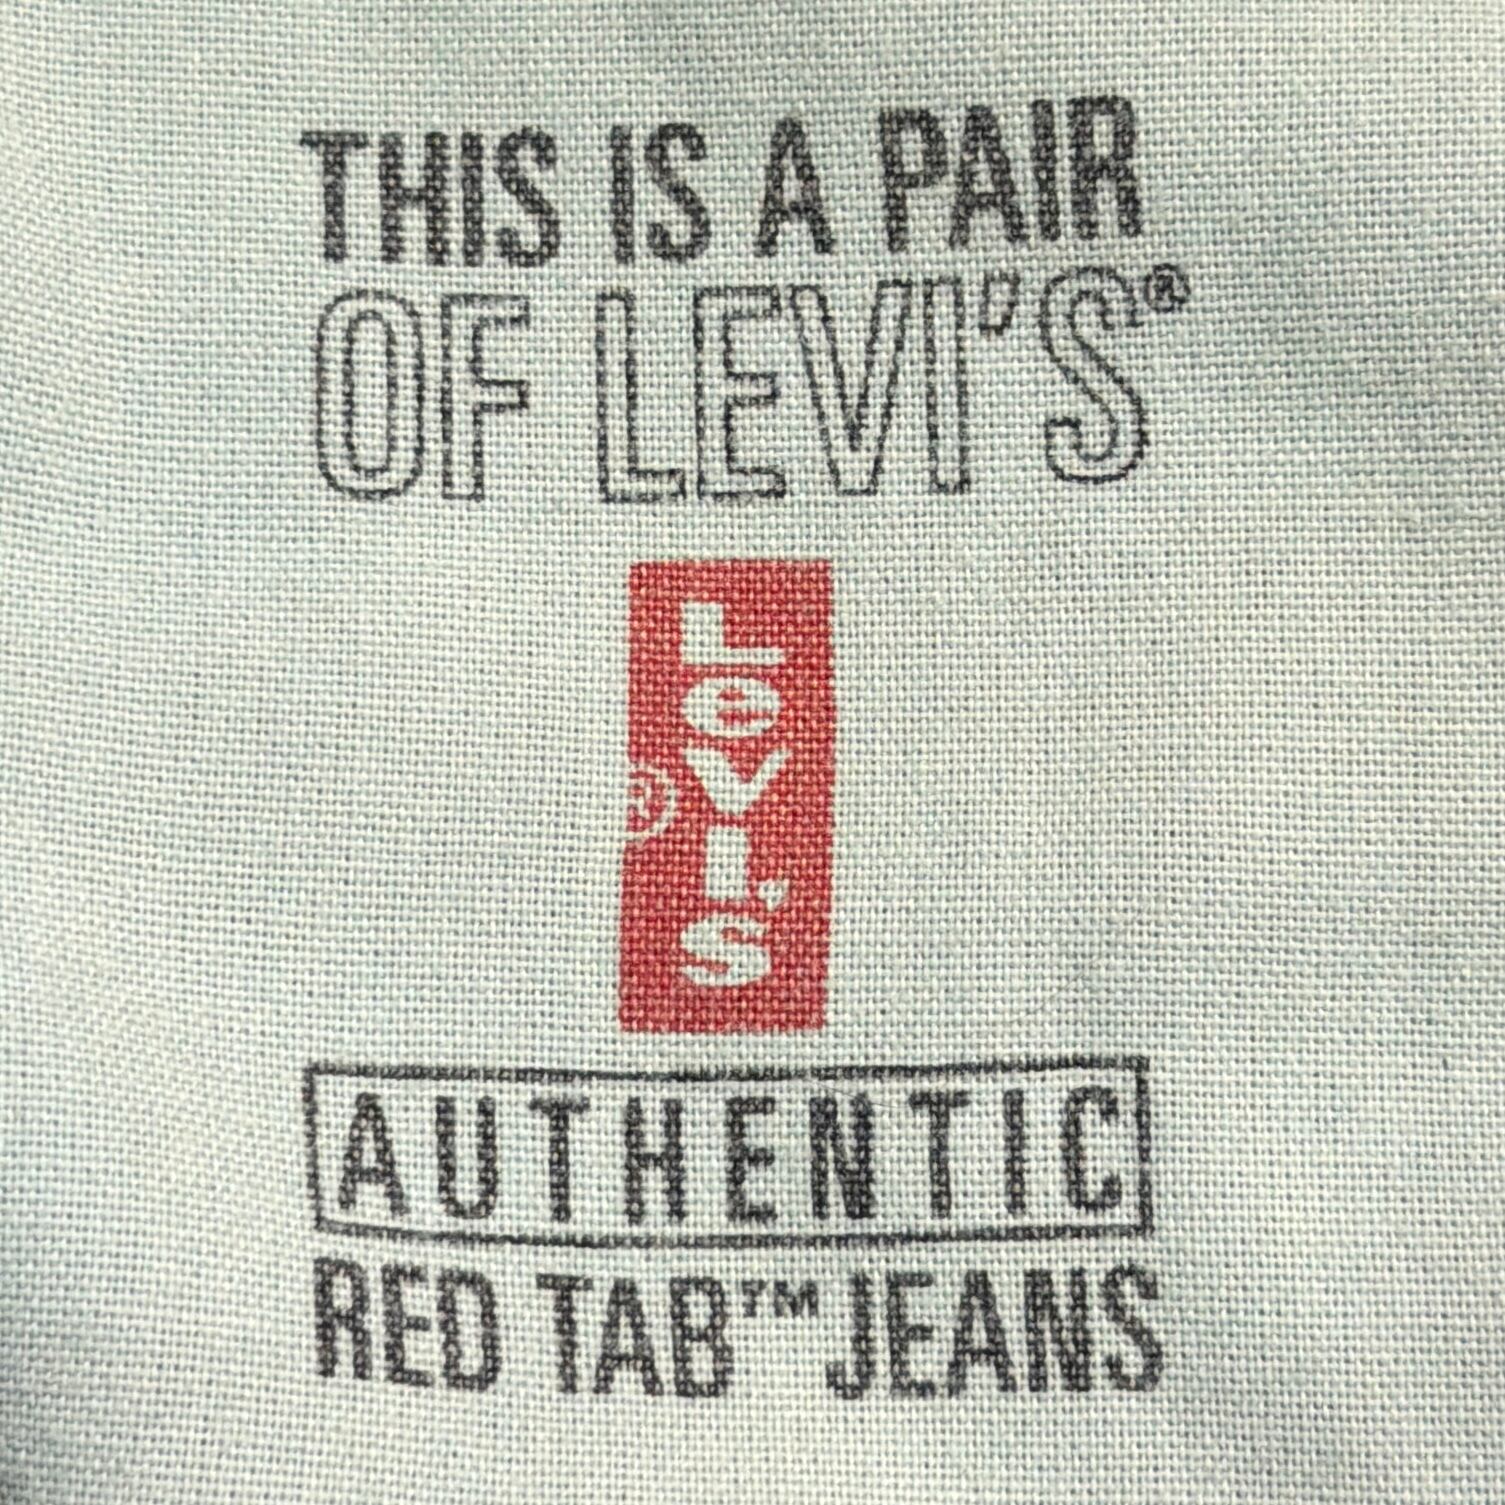 THIS IS A PAIR
OF LEVI'S®
LeVI'S
®
AUTHENTIC
RED TAB™ JEANS